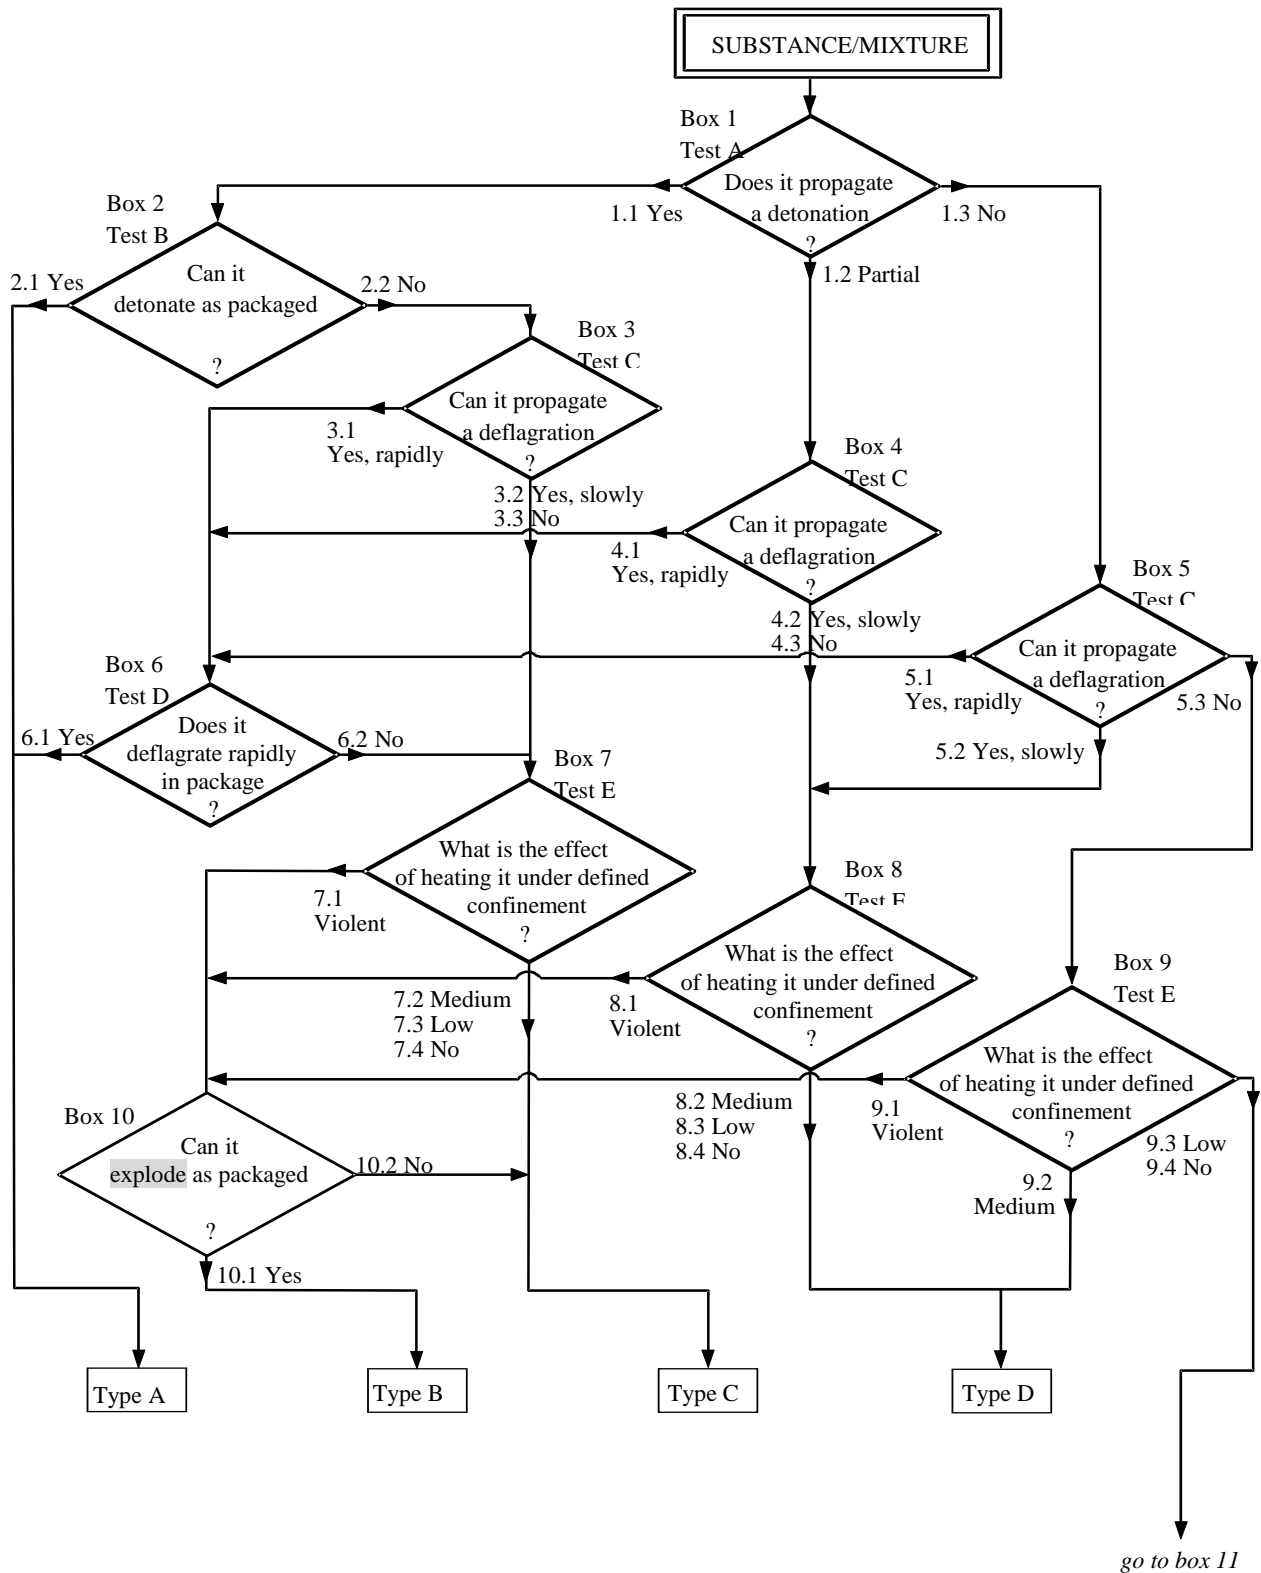 SUBSTANCE/MIXTURE
Box 1
Test A
Does it propagate
a detonation
?
1.1 Yes
1.3 No
1.2 Partial
Box 2
Test B
Can it
detonate as packaged
?
2.1 Yes
2.2 No
Box 3
Test C
Can it propagate
a deflagration
?
3.1
Yes, rapidly
3.2 Yes, slowly
3.3 No
Box 4
Test C
Can it propagate
a deflagration
?
4.1
Yes, rapidly
4.2 Yes, slowly
4.3 No
Box 5
Test C
Can it propagate
a deflagration
?
5.1
Yes, rapidly
5.3 No
5.2 Yes, slowly
Box 6
Test D
Does it
deflagrate rapidly
in package
?
6.1 Yes
6.2 No
Box 7
Test E
What is the effect
of heating it under defined
confinement
?
7.1
Violent
7.2 Medium
7.3 Low
7.4 No
Box 8
Test E
What is the effect
of heating it under defined
confinement
?
8.1
Violent
8.2 Medium
8.3 Low
8.4 No
Box 9
Test E
What is the effect
of heating it under defined
confinement
?
9.1
Violent
9.2
Medium
9.3 Low
9.4 No
Box 10
Can it
explode as packaged
?
10.2 No
10.1 Yes
Type A
Type B
Type C
Type D
go to box 11